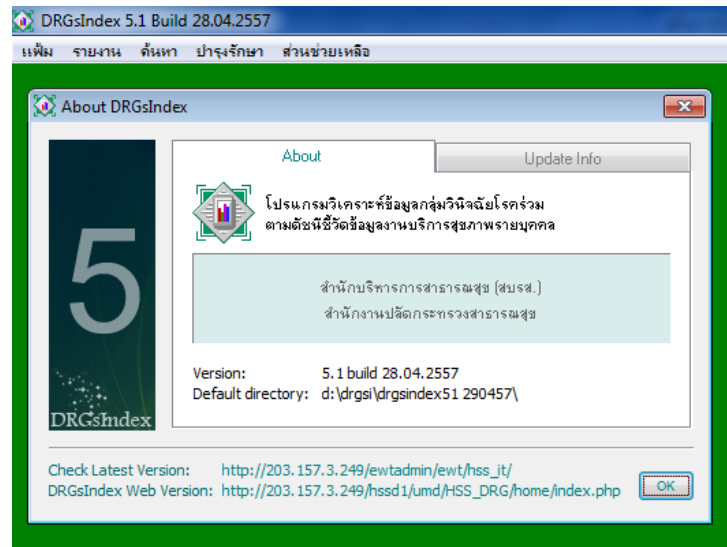 DRGsIndex 5.1 Build 28.04.2557
แฟ้ม รายงาน ค้นหา บำรุงรักษา ส่วนช่วยเหลือ
About DRGsIndex
About Update Info
โปรแกรมวิเคราะห์ข้อมูลกลุ่มวินิจฉัยโรคร่วม
ตามดัชนีชี้วัดข้อมูลงานบริการสุขภาพรายบุคคล
5
สำนักบริหารการสาธารณสุข (สบรส.)
สำนักงานปลัดกระทรวงสาธารณสุข
Version: 5.1 build 28.04.2557
Default directory: d:\drgsi\drgsindex51 290457\
DRGsIndex
Check Latest Version: http://203.157.3.249/ewtadmin/ewt/hss_it/
DRGsIndex Web Version: http://203.157.3.249/hssd1/umd/HSS_DRG/home/index.php
OK